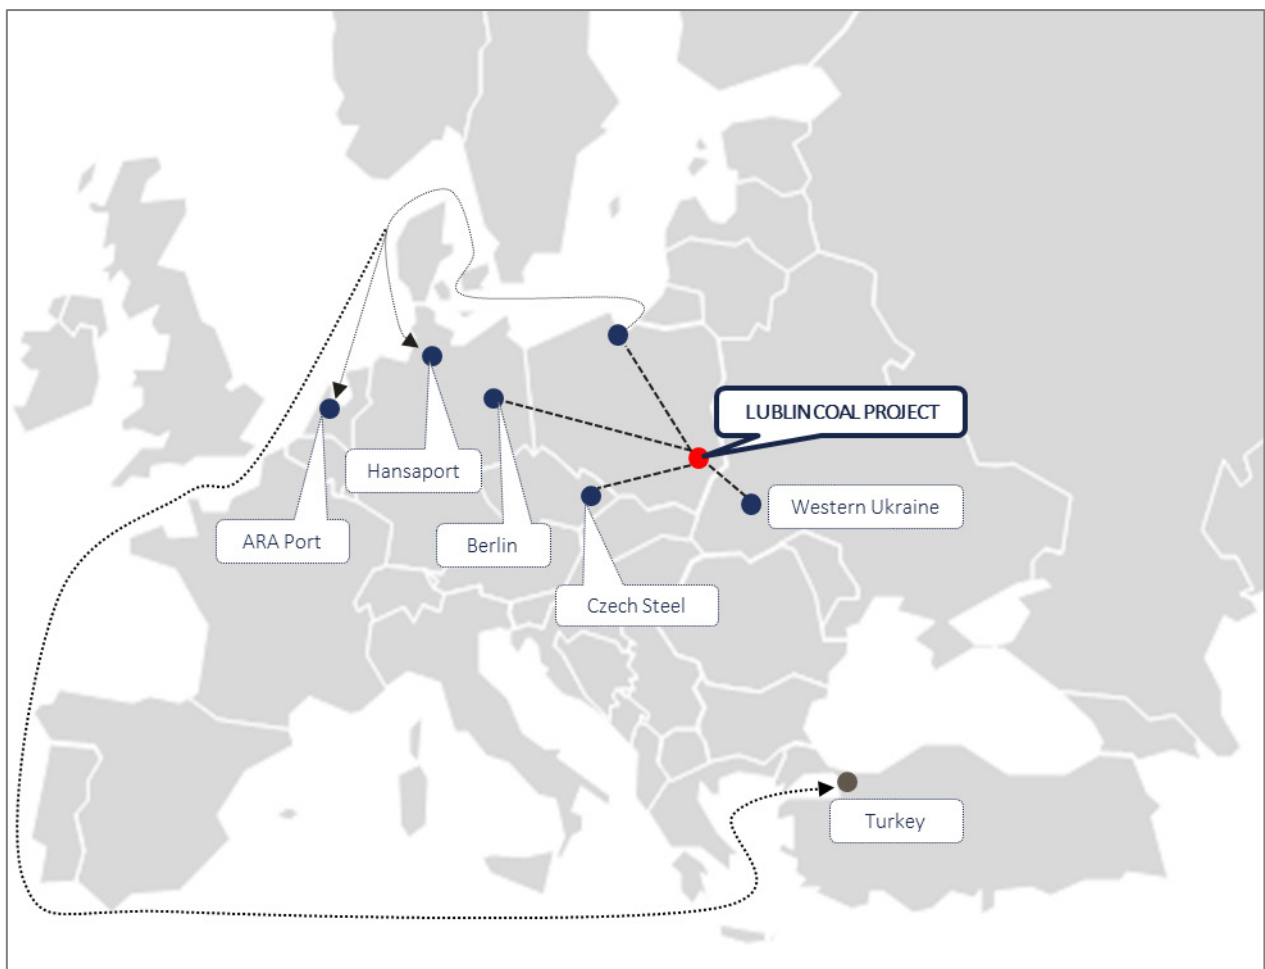 LUBLIN COAL PROJECT
Hansaport
Western Ukraine
ARA Port
Berlin
Czech Steel
Turkey